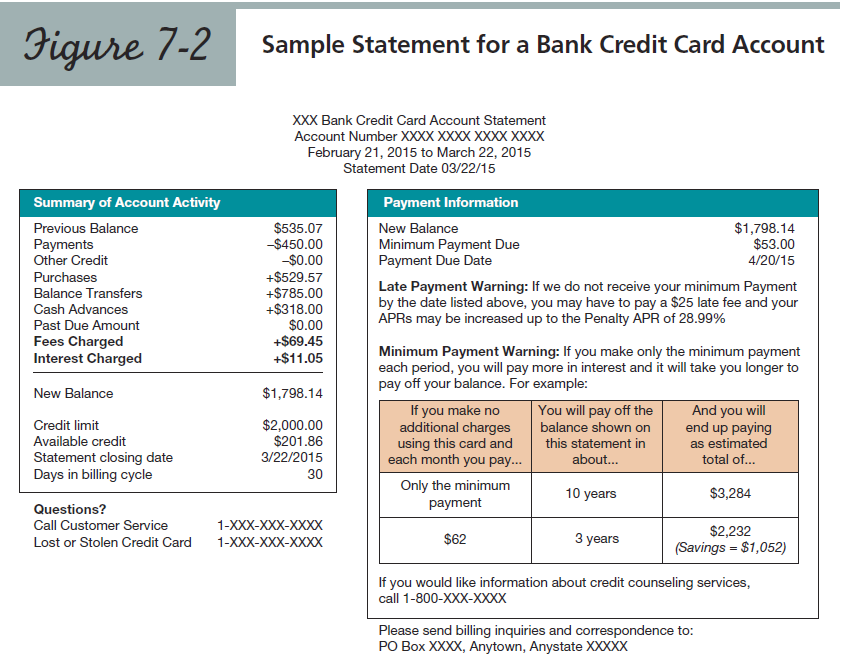 Figure 7-2
Sample Statement for a Bank Credit Card Account
XXX Bank Credit Card Account Statement
Account Number XXXX XXXX XXXX XXXX
February 21, 2015 to March 22, 2015
Statement Date 03/22/15
Summary of Account Activity
Previous Balance $535.07
Payments –$450.00
Other Credit –$0.00
Purchases +$529.57
Balance Transfers +$785.00
Cash Advances +$318.00
Past Due Amount $0.00
Fees Charged +$69.45
Interest Charged +$11.05
New Balance $1,798.14
Credit limit $2,000.00
Available credit $201.86
Statement closing date 3/22/2015
Days in billing cycle 30
Questions?
Call Customer Service 1-XXX-XXX-XXXX
Lost or Stolen Credit Card 1-XXX-XXX-XXXX
Payment Information
New Balance $1,798.14
Minimum Payment Due $53.00
Payment Due Date 4/20/15
Late Payment Warning: If we do not receive your minimum Payment
by the date listed above, you may have to pay a $25 late fee and your
APRs may be increased up to the Penalty APR of 28.99%
Minimum Payment Warning: If you make only the minimum payment
each period, you will pay more in interest and it will take you longer to
pay off your balance. For example:
If you make no
additional charges
using this card and
each month you pay...
You will pay off the
balance shown on
this statement in
about...
And you will
end up paying
as estimated
total of...
Only the minimum
payment
10 years
$3,284
$62
3 years
$2,232
(Savings = $1,052)
If you would like information about credit counseling services,
call 1-800-XXX-XXXX
Please send billing inquiries and correspondence to:
PO Box XXXX, Anytown, Anystate XXXXX